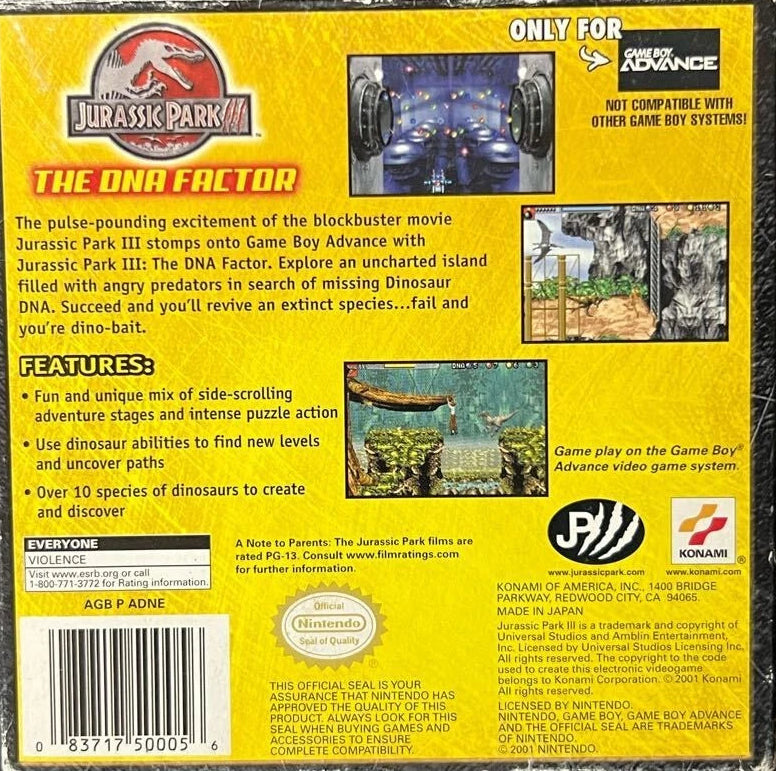 JURASSIC PARK III
™
THE DNA FACTOR
ONLY FOR
GAME BOY
ADVANCE
NOT COMPATIBLE WITH
OTHER GAME BOY SYSTEMS!
The pulse-pounding excitement of the blockbuster movie
Jurassic Park III stomps onto Game Boy Advance with
Jurassic Park III: The DNA Factor. Explore an uncharted island
filled with angry predators in search of missing Dinosaur
DNA. Succeed and you'll revive an extinct species...fail and
you're dino-bait.
FEATURES:
• Fun and unique mix of side-scrolling
adventure stages and intense puzzle action
• Use dinosaur abilities to find new levels
and uncover paths
• Over 10 species of dinosaurs to create
and discover
Game play on the Game Boy®
Advance video game system.
EVERYONE
VIOLENCE
Visit www.esrb.org or call
1-800-771-3772 for Rating information.
AGB P ADNE
A Note to Parents: The Jurassic Park films are
rated PG-13. Consult www.filmratings.com
for further information.
Official
Nintendo
Seal of Quality
®
THIS OFFICIAL SEAL IS YOUR
ASSURANCE THAT NINTENDO HAS
APPROVED THE QUALITY OF THIS
PRODUCT. ALWAYS LOOK FOR THIS
SEAL WHEN BUYING GAMES AND
ACCESSORIES TO ENSURE
COMPLETE COMPATIBILITY.
0 83717 50005 6
JP
www.jurassicpark.com
KONAMI
®
www.konami.com
KONAMI OF AMERICA, INC., 1400 BRIDGE
PARKWAY, REDWOOD CITY, CA 94065.
MADE IN JAPAN
Jurassic Park III is a trademark and copyright of
Universal Studios and Amblin Entertainment,
Inc. Licensed by Universal Studios Licensing Inc.
All rights reserved. The copyright to the code
used to create this electronic videogame
belongs to Konami Corporation. © 2001 Konami
All rights reserved.
LICENSED BY NINTENDO.
NINTENDO, GAME BOY, GAME BOY ADVANCE
AND THE OFFICIAL SEAL ARE TRADEMARKS
OF NINTENDO.
© 2001 NINTENDO.